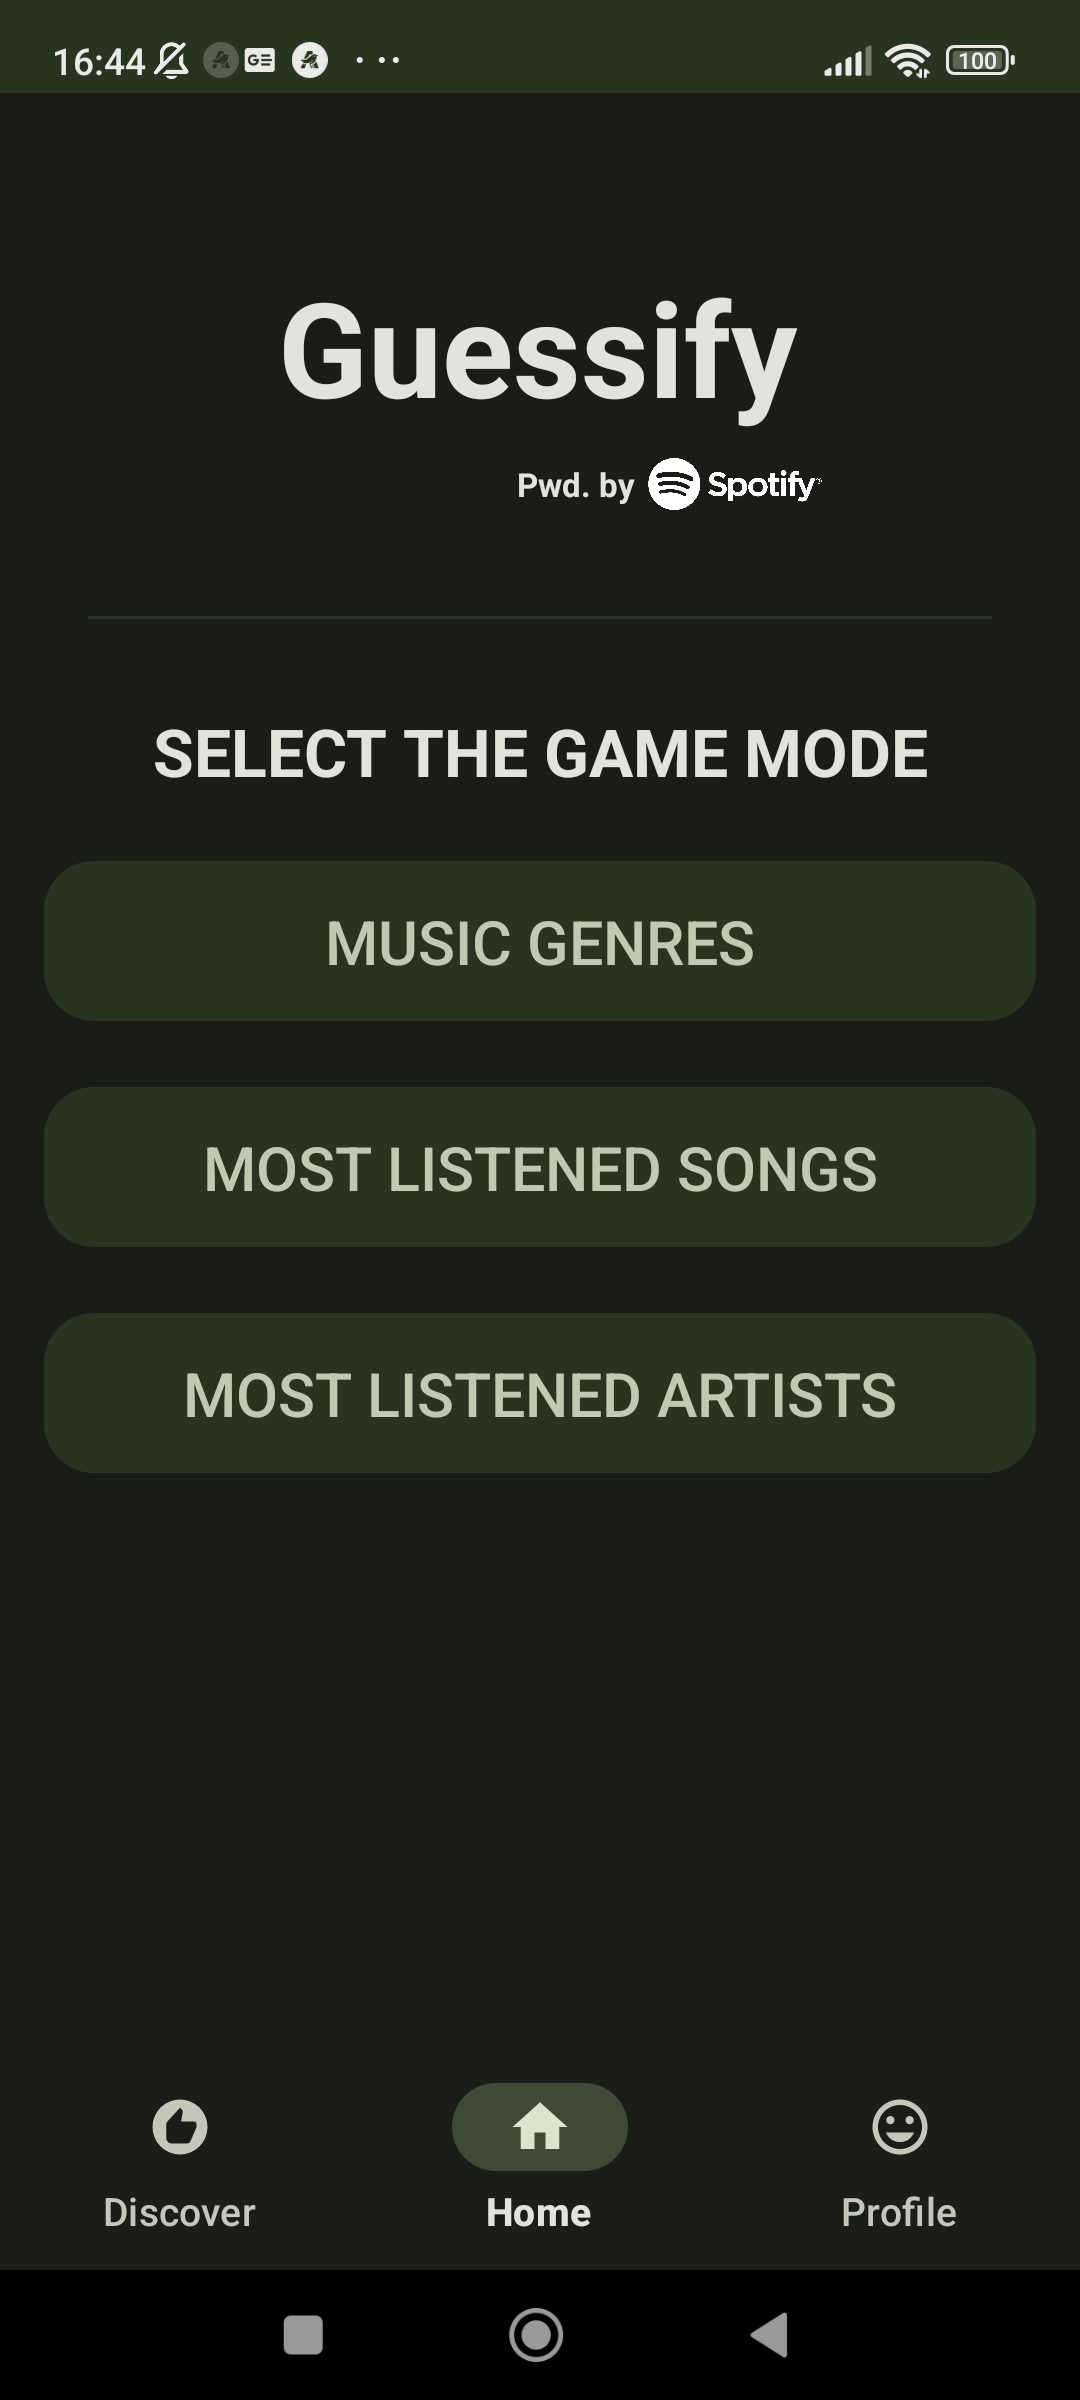 16:44
100
Guessify
Pwd. by Spotify
SELECT THE GAME MODE
MUSIC GENRES
MOST LISTENED SONGS
MOST LISTENED ARTISTS
Discover Home Profile